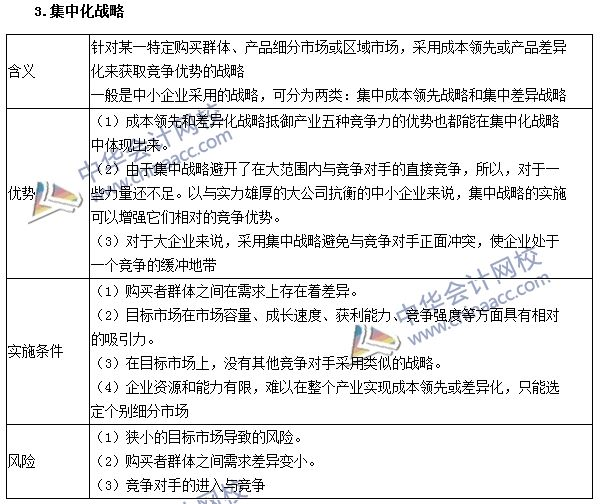 3.集中化战略
含义
针对某一特定购买群体、产品细分市场或区域市场，采用成本领先或产品差异
化来获取竞争优势的战略
一般是中小企业采用的战略，可分为两类：集中成本领先战略和集中差异战略
优势
（1）成本领先和差异化战略抵御产业五种竞争力的优势也都能在集中化战略
中体现出来。
（2）由于集中战略避开了在大范围内与竞争对手的直接竞争，所以，对于一
些力量还不足。以与实力雄厚的大公司抗衡的中小企业来说，集中战略的实施
可以增强它们相对的竞争优势。
（3）对于大企业来说，采用集中战略避免与竞争对手正面冲突，使企业处于
一个竞争的缓冲地带
实施条件
（1）购买者群体之间在需求上存在着差异。
（2）目标市场在市场容量、成长速度、获利能力、竞争强度等方面具有相对
的吸引力。
（3）在目标市场上，没有其他竞争对手采用类似的战略。
（4）企业资源和能力有限，难以在整个产业实现成本领先或差异化，只能选
定个别细分市场
风险
（1）狭小的目标市场导致的风险。
（2）购买者群体之间需求差异变小。
（3）竞争对手的进入与竞争
中华会计网校
www.chinaacc.com
中华会计网校
www.chinaacc.com